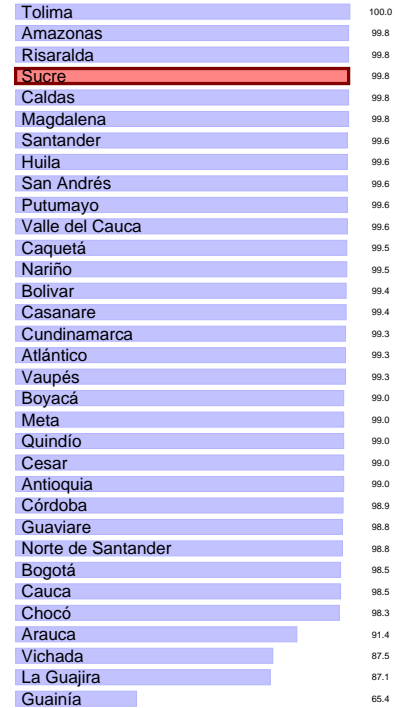 Tolima 100.0
Amazonas 99.8
Risaralda 99.8
Sucre 99.8
Caldas 99.8
Magdalena 99.8
Santander 99.6
Huila 99.6
San Andrés 99.6
Putumayo 99.6
Valle del Cauca 99.6
Caquetá 99.5
Nariño 99.5
Bolivar 99.4
Casanare 99.4
Cundinamarca 99.3
Atlántico 99.3
Vaupés 99.3
Boyacá 99.0
Meta 99.0
Quindío 99.0
Cesar 99.0
Antioquia 99.0
Córdoba 98.9
Guaviare 98.8
Norte de Santander 98.8
Bogotá 98.5
Cauca 98.5
Chocó 98.3
Arauca 91.4
Vichada 87.5
La Guajira 87.1
Guainía 65.4